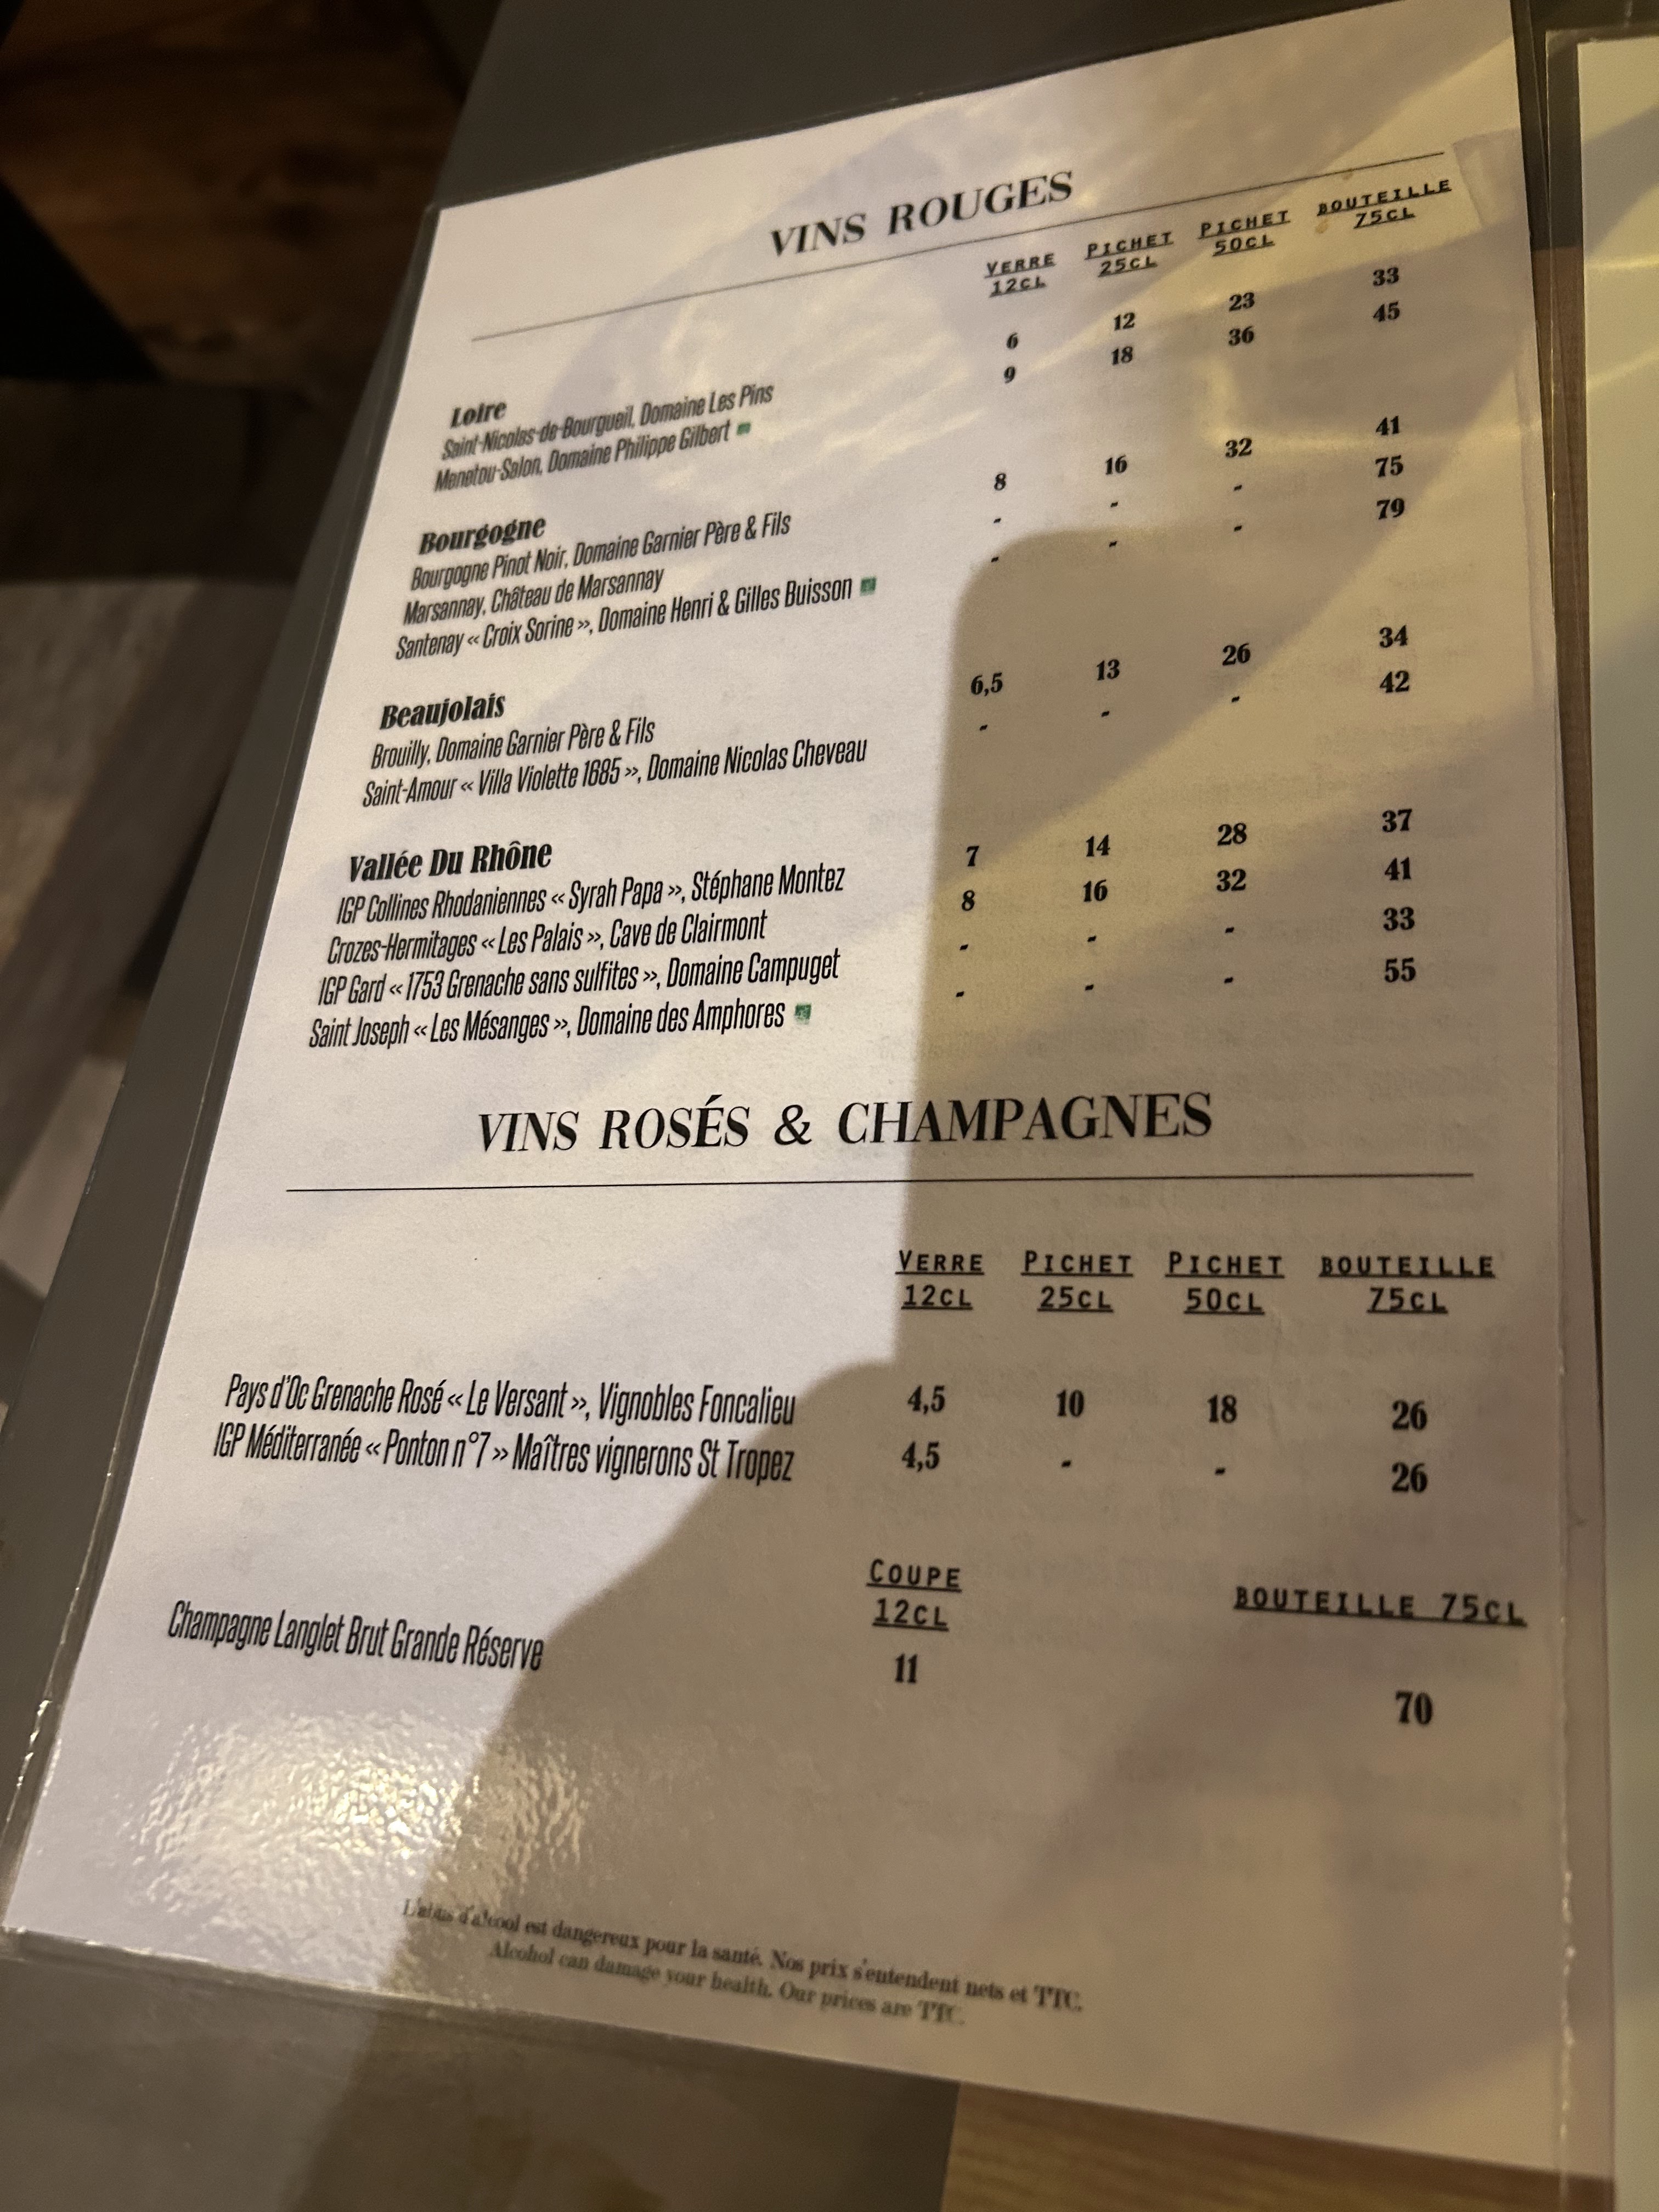 VINS ROUGES
VERRE 12CL PICHET 25CL PICHET 50CL BOUTEILLE 75CL
Loire
Saint-Nicolas-de-Bourgueil, Domaine Les Pins 6 12 23 33
Menetou-Salon, Domaine Philippe Gilbert 9 18 36 45
Bourgogne
Bourgogne Pinot Noir, Domaine Garnier Père & Fils 8 16 32 41
Marsannay, Château de Marsannay - - - 75
Santenay « Croix Sorine », Domaine Henri & Gilles Buisson - - - 79
Beaujolais
Brouilly, Domaine Garnier Père & Fils 6,5 13 26 34
Saint-Amour « Villa Violette 1885 », Domaine Nicolas Cheveau - - - 42
Vallée Du Rhône
IGP Collines Rhodaniennes « Syrah Papa », Stéphane Montez 7 14 28 37
Crozes-Hermitages « Les Palais », Cave de Clairmont 8 16 32 41
IGP Gard « 1753 Grenache sans sulfites », Domaine Campuget - - - 33
Saint Joseph « Les Mésanges », Domaine des Amphores - - - 55
VINS ROSÉS & CHAMPAGNES
VERRE 12CL PICHET 25CL PICHET 50CL BOUTEILLE 75CL
Pays d'Oc Grenache Rosé « Le Versant », Vignobles Foncalieu 4,5 10 18 26
IGP Méditerranée « Ponton n°7 » Maîtres vignerons St Tropez 4,5 - - 26
COUPE 12CL BOUTEILLE 75CL
Champagne Langlet Brut Grande Réserve 11 70
L'abus d'alcool est dangereux pour la santé. Nos prix s'entendent nets et TTC.
Alcohol can damage your health. Our prices are TTC.